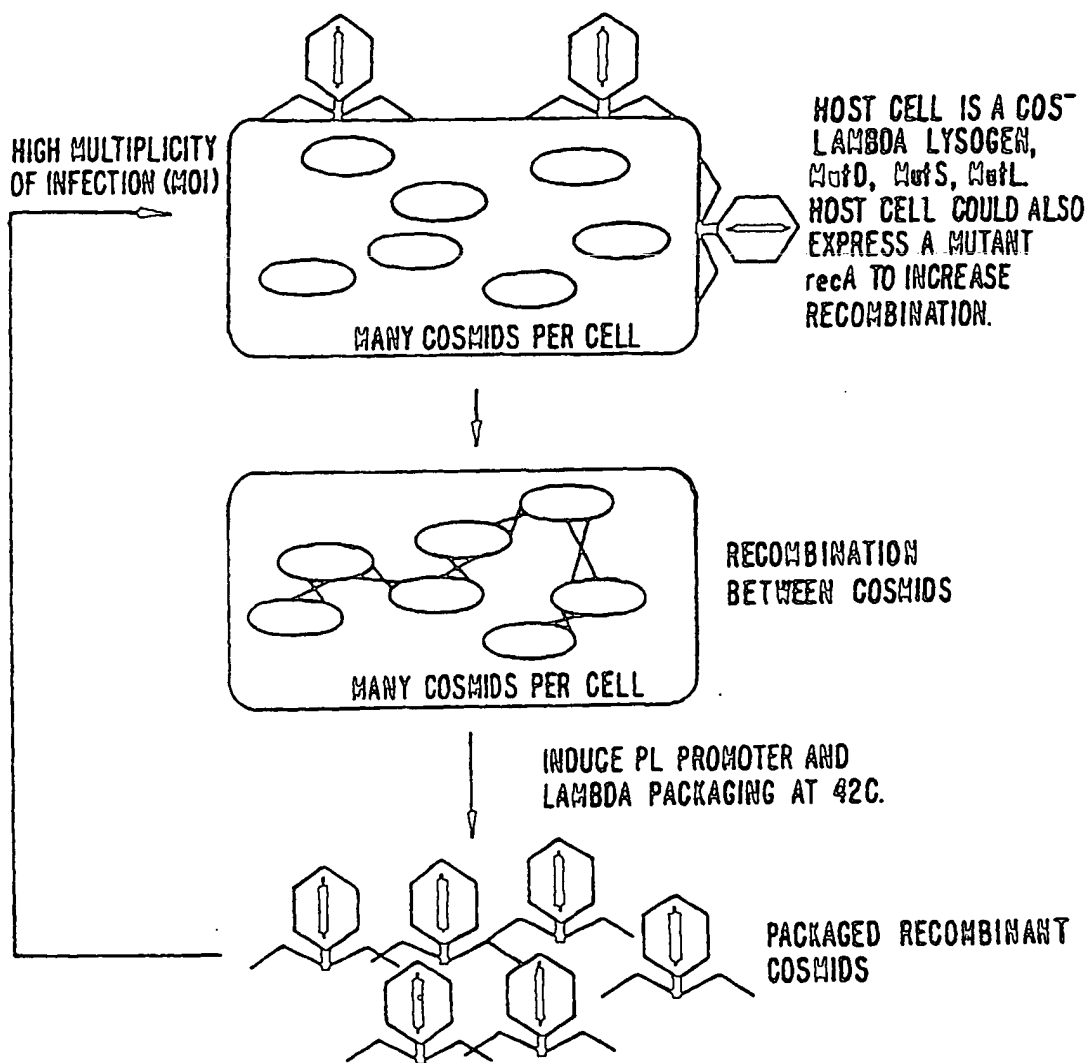 HIGH MULTIPLICITY
OF INFECTION (MOI)
HOST CELL IS A COS-
LAMBDA LYSOGEN,
MutD, MutS, MutL.
HOST CELL COULD ALSO
EXPRESS A MUTANT
recA TO INCREASE
RECOMBINATION.
MANY COSMIDS PER CELL
RECOMBINATION
BETWEEN COSMIDS
MANY COSMIDS PER CELL
INDUCE PL PROMOTER AND
LAMBDA PACKAGING AT 42C.
PACKAGED RECOMBINANT
COSMIDS